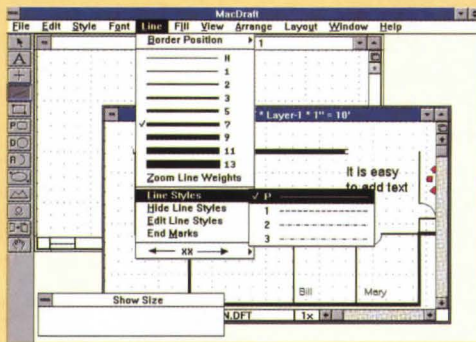 MacDraft
File Edit Style Font Line Fill View Arrange Layout Window Help
Border Position
1
H
1
2
3
5
✓ 7
9
11
13
Zoom Line Weights
Line Styles
Hide Line Styles
Edit Line Styles
End Marks
xx
✓ P
1
2
3
* Layer-1 * 1" = 10'
It is easy
to add text
Bill
Mary
Show Size
N.DFT
1x
A
P
D
R